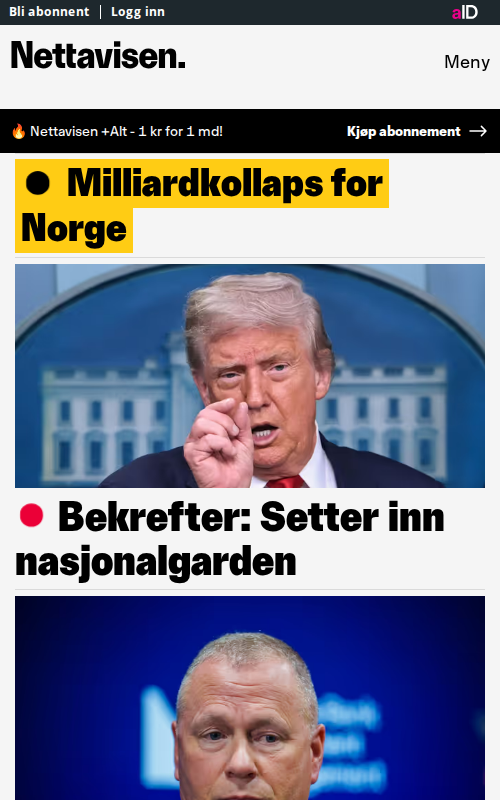 Bli abonnent | Logg inn
aID
Nettavisen.
Meny
Nettavisen +Alt - 1 kr for 1 md!
Kjøp abonnement
Milliardkollaps for
Norge
Bekrefter: Setter inn
nasjonalgarden